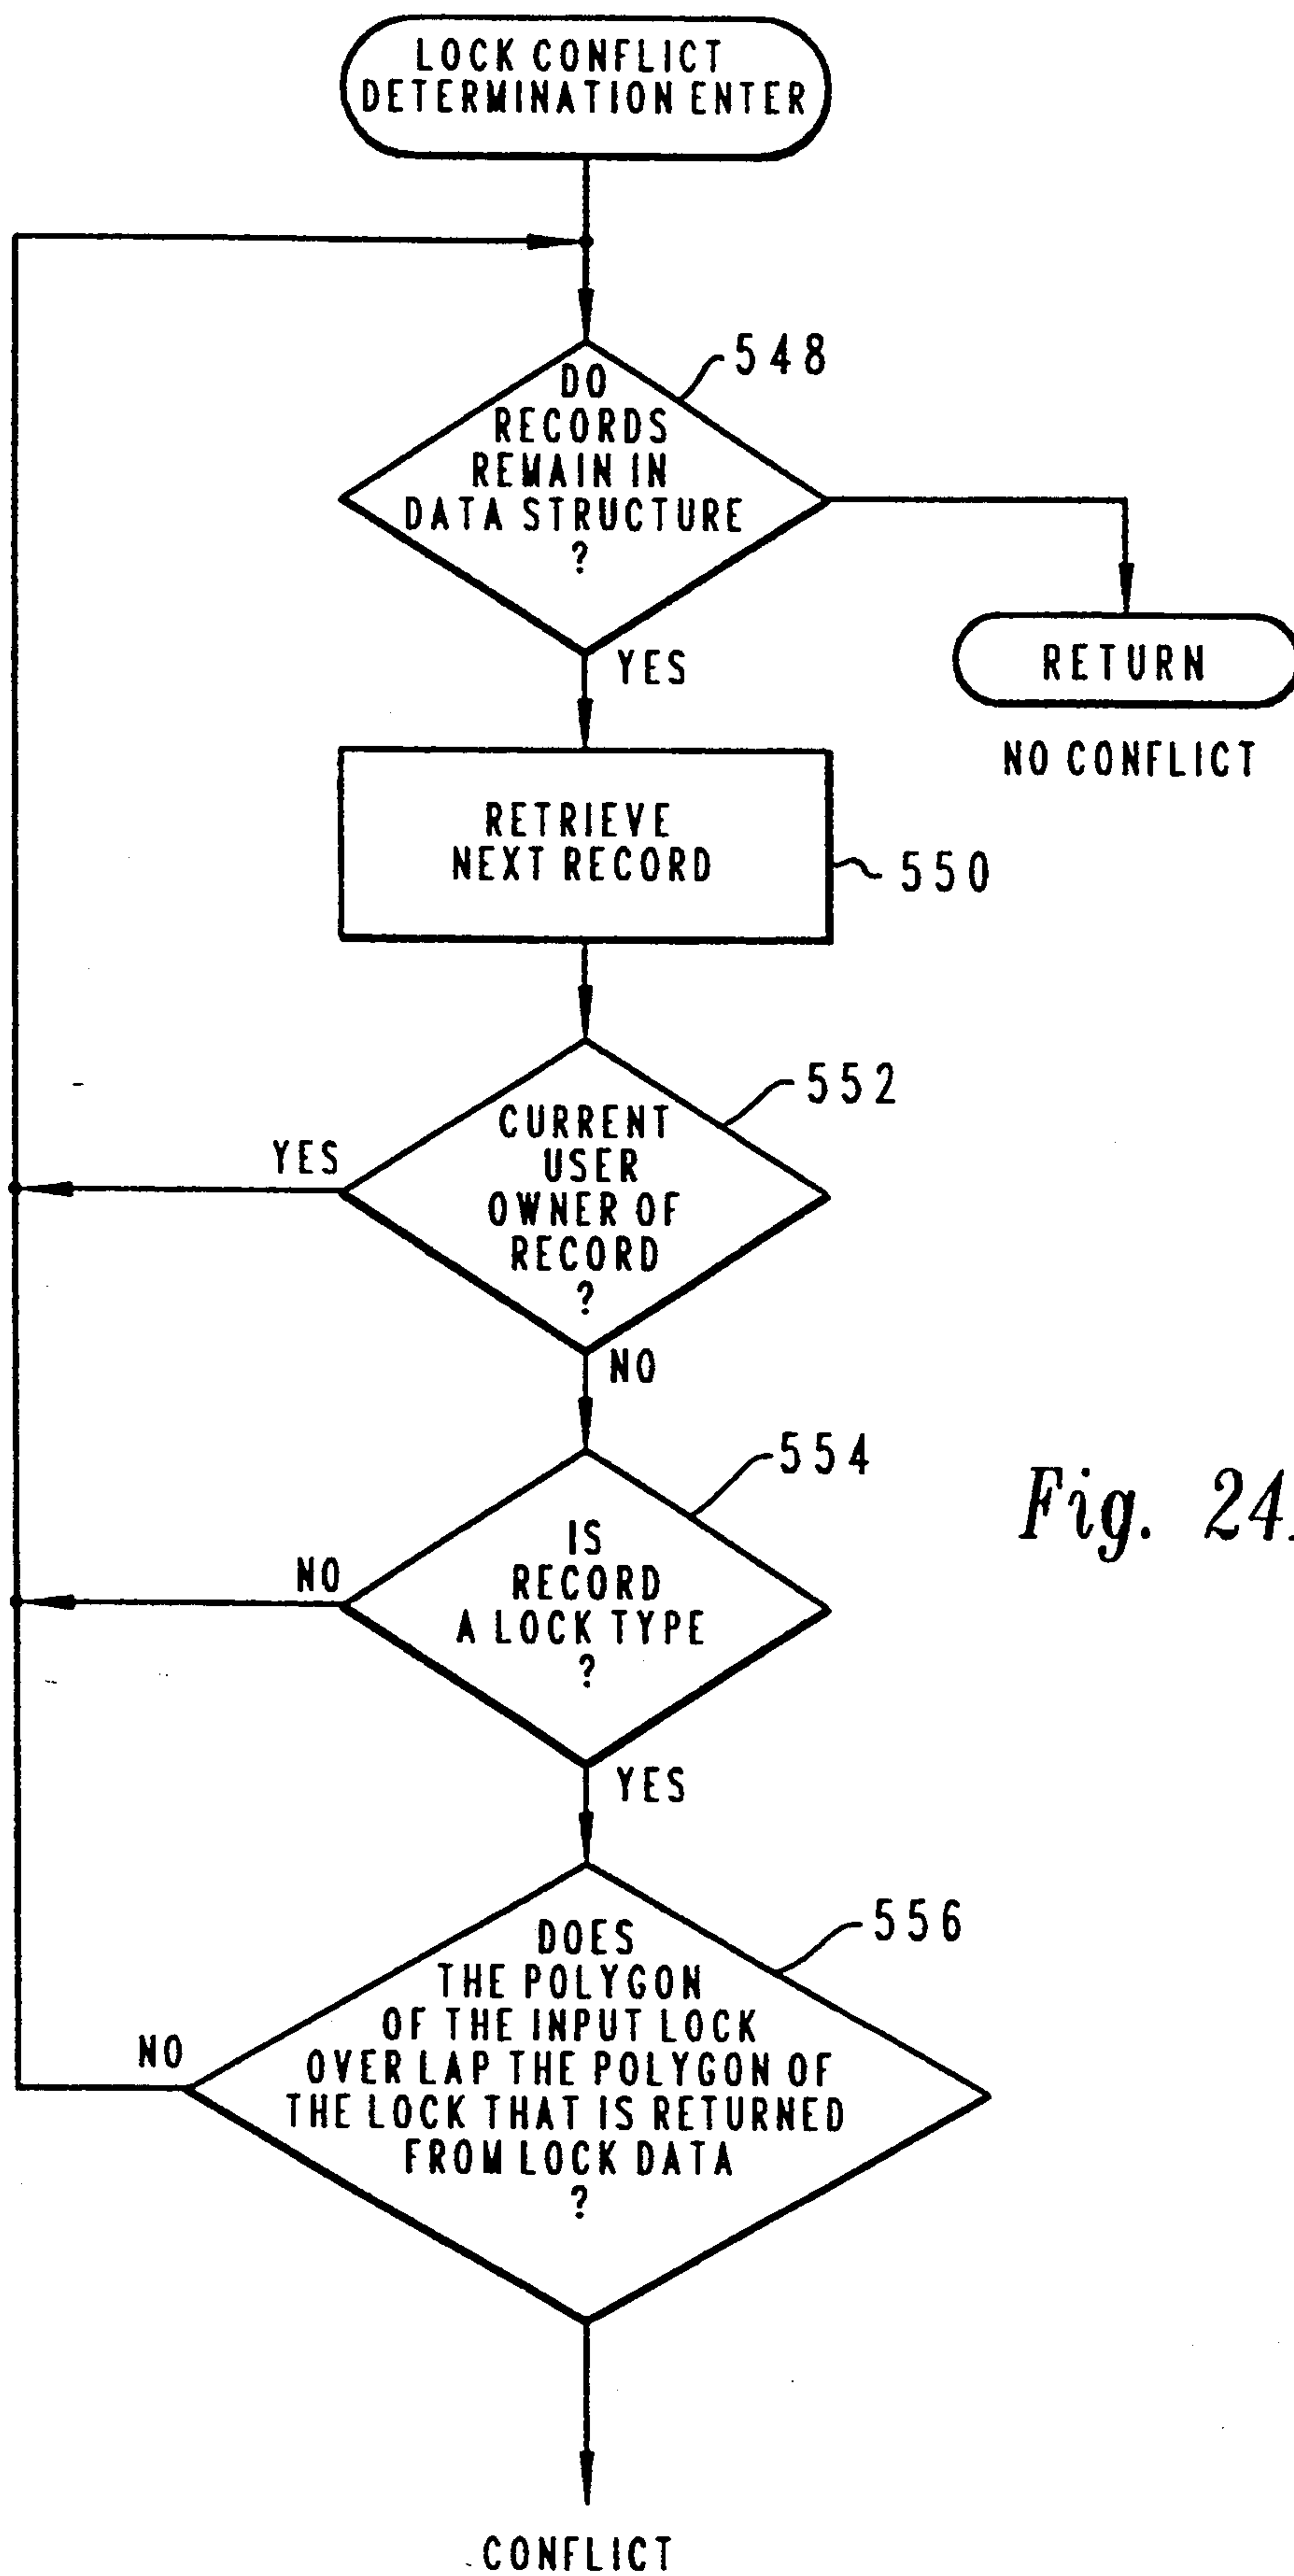 LOCK CONFLICT
DETERMINATION ENTER
548
DO
RECORDS
REMAIN IN
DATA STRUCTURE
?
YES
RETURN
NO CONFLICT
RETRIEVE
NEXT RECORD
550
552
CURRENT
USER
OWNER OF
RECORD
?
YES
NO
554
IS
RECORD
A LOCK TYPE
?
NO
YES
Fig. 24.
556
DOES
THE POLYGON
OF THE INPUT LOCK
OVER LAP THE POLYGON OF
THE LOCK THAT IS RETURNED
FROM LOCK DATA
?
NO
CONFLICT